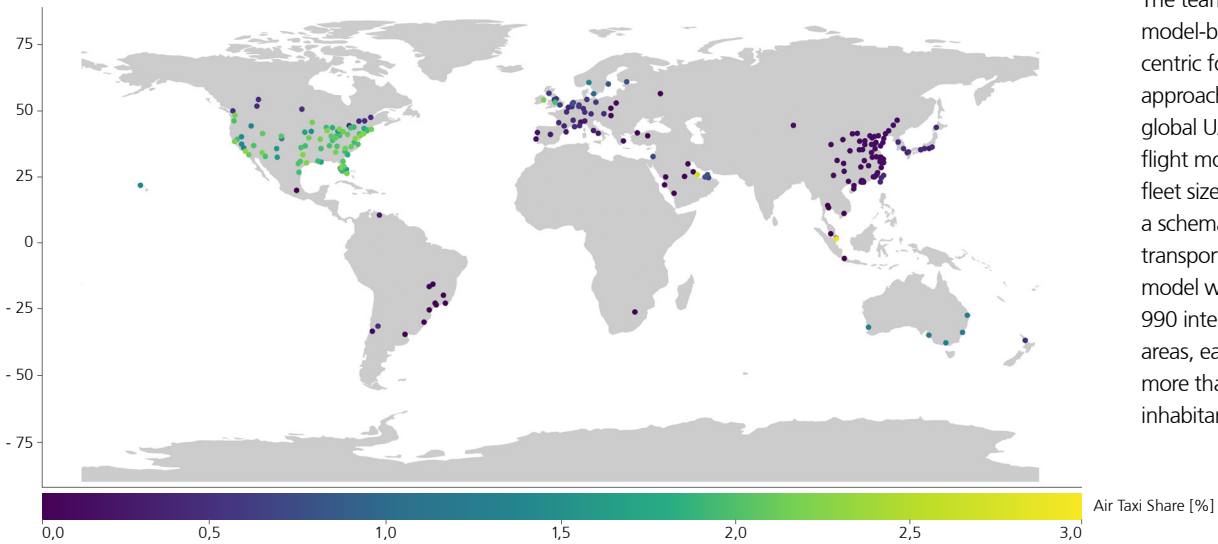 75
50
25
0
- 25
- 50
- 75
0,0 0,5 1,0 1,5 2,0 2,5 3,0
Air Taxi Share [%]
model-b
centric fo
approach
global U
flight mo
fleet size
a schema
transpor
model w
990 inte
areas, ea
more tha
inhabitar